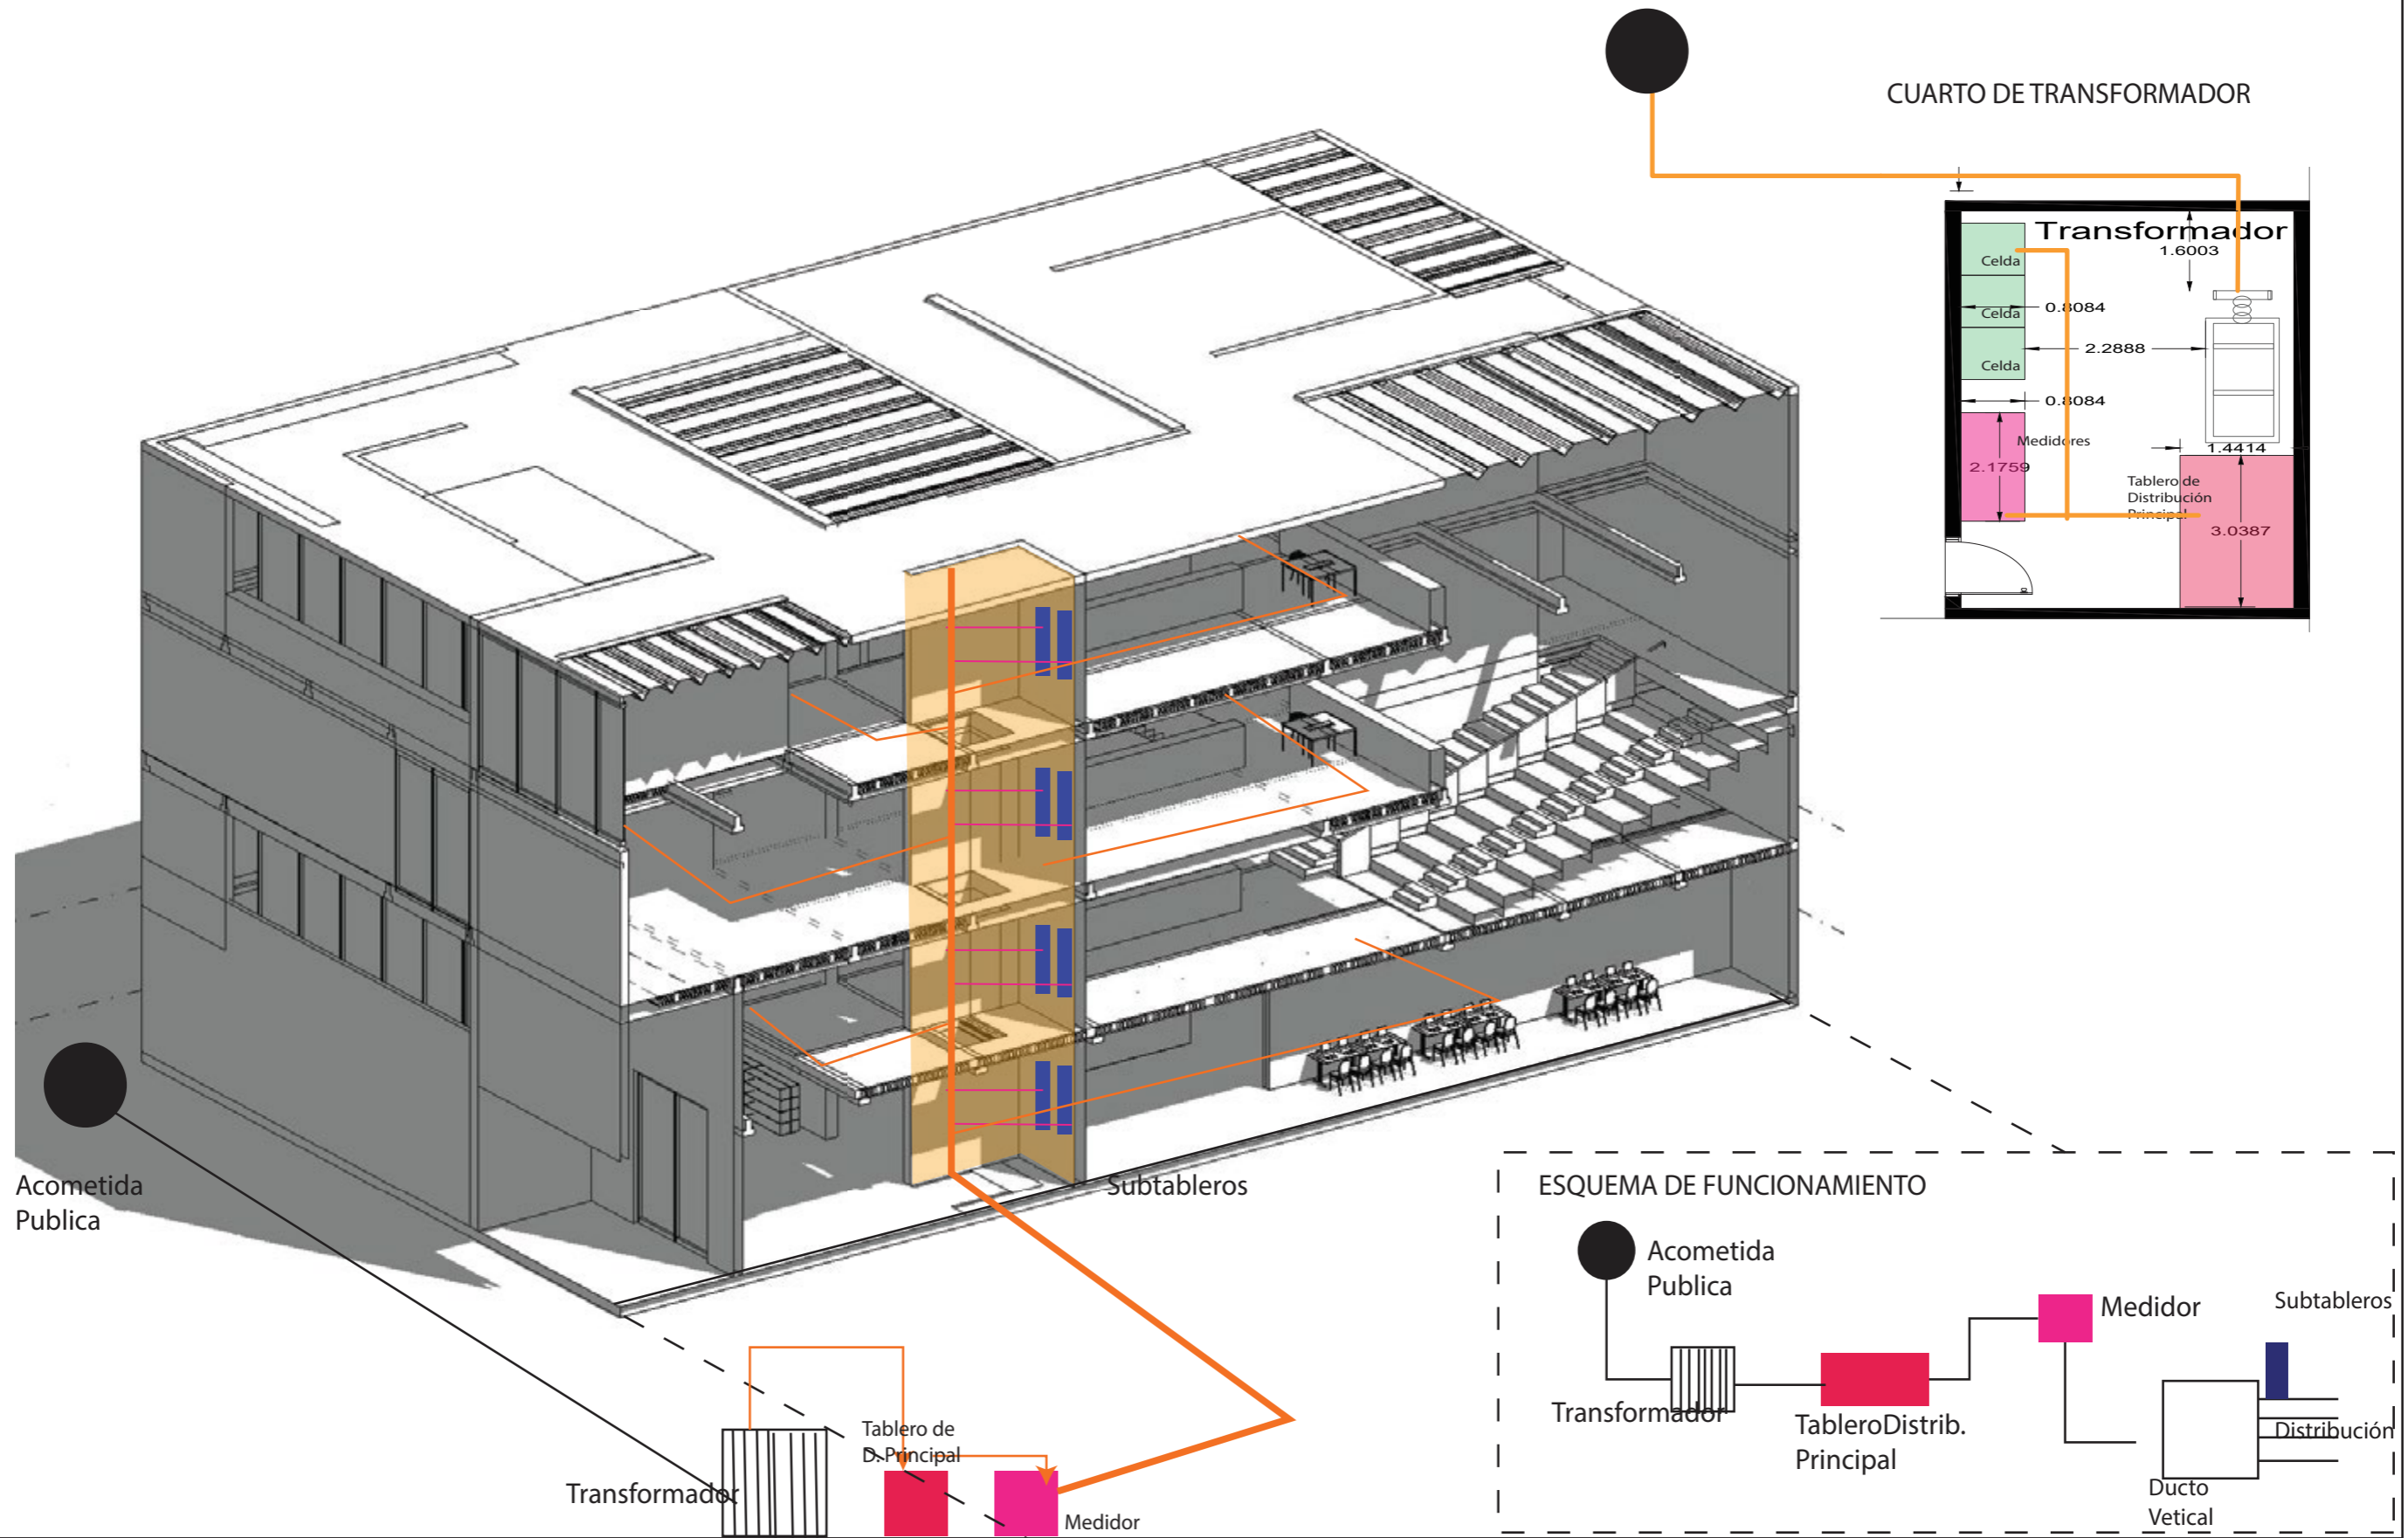 CUARTO DE TRANSFORMADOR
Transformador
1.6003
Celda
0.8084
Celda
2.2888
Celda
0.8084
Medidores
1.4414
2.1759
Tablero de
Distribución
Principal
3.0387
Acometida
Publica
Subtableros
Tablero de
D. Principal
Transformador
Medidor
ESQUEMA DE FUNCIONAMIENTO
Acometida
Publica
Medidor
Subtableros
Transformador
TableroDistrib.
Principal
Distribución
Ducto
Vetical